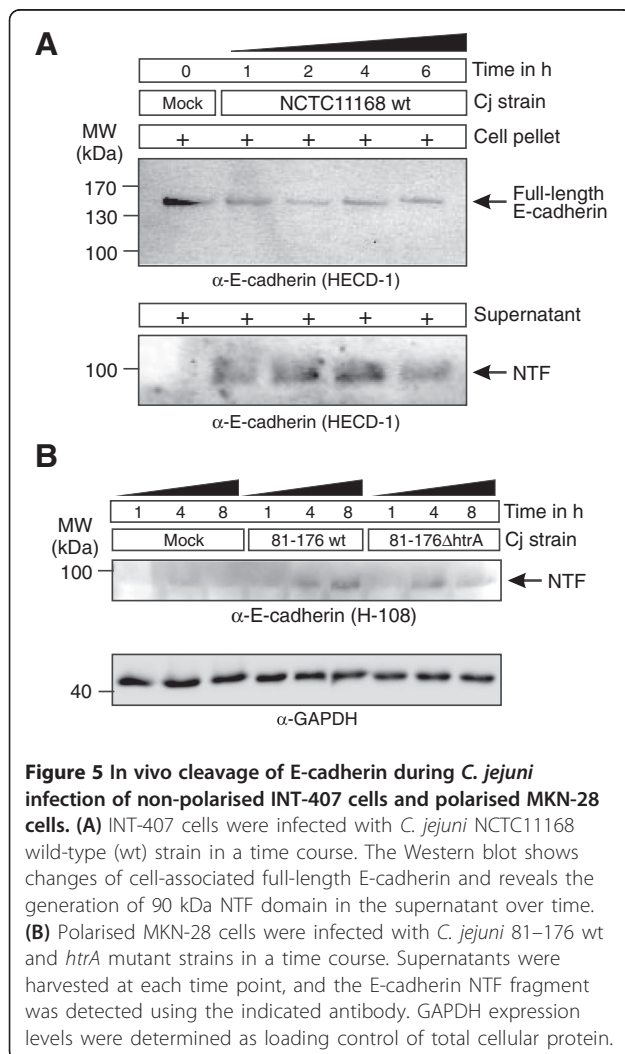 A
0 1 2 4 6 Time in h
Mock NCTC11168 wt Cj strain
MW
(kDa)
+ + + + + Cell pellet
170
130
100
Full-length
E-cadherin
α-E-cadherin (HECD-1)
+ + + + + Supernatant
100
NTF
α-E-cadherin (HECD-1)
B
1 4 8 1 4 8 1 4 8 Time in h
MW
(kDa)
Mock 81-176 wt 81-176ΔhtrA Cj strain
100
NTF
α-E-cadherin (H-108)
40
α-GAPDH
Figure 5 In vivo cleavage of E-cadherin during C. jejuni
infection of non-polarised INT-407 cells and polarised MKN-28
cells. (A) INT-407 cells were infected with C. jejuni NCTC11168
wild-type (wt) strain in a time course. The Western blot shows
changes of cell-associated full-length E-cadherin and reveals the
generation of 90 kDa NTF domain in the supernatant over time.
(B) Polarised MKN-28 cells were infected with C. jejuni 81–176 wt
and htrA mutant strains in a time course. Supernatants were
harvested at each time point, and the E-cadherin NTF fragment
was detected using the indicated antibody. GAPDH expression
levels were determined as loading control of total cellular protein.